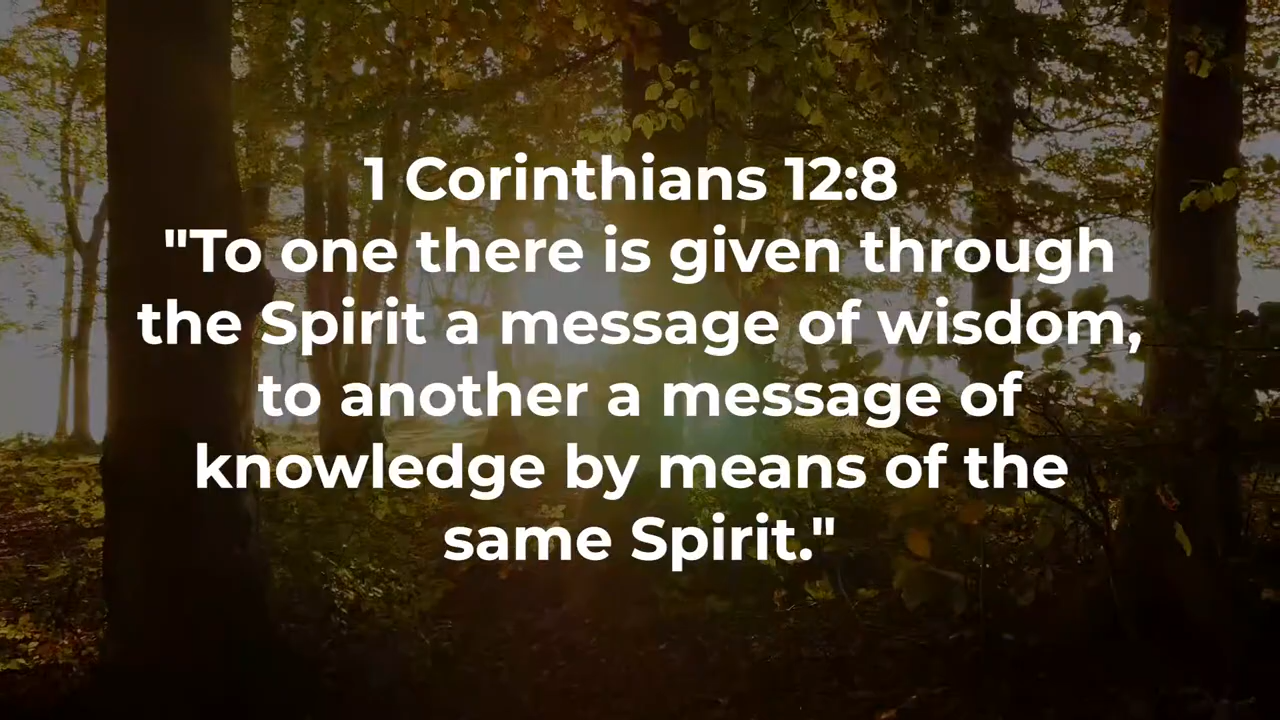 1 Corinthians 12:8
"To one there is given through
the Spirit a message of wisdom,
to another a message of
knowledge by means of the
same Spirit."